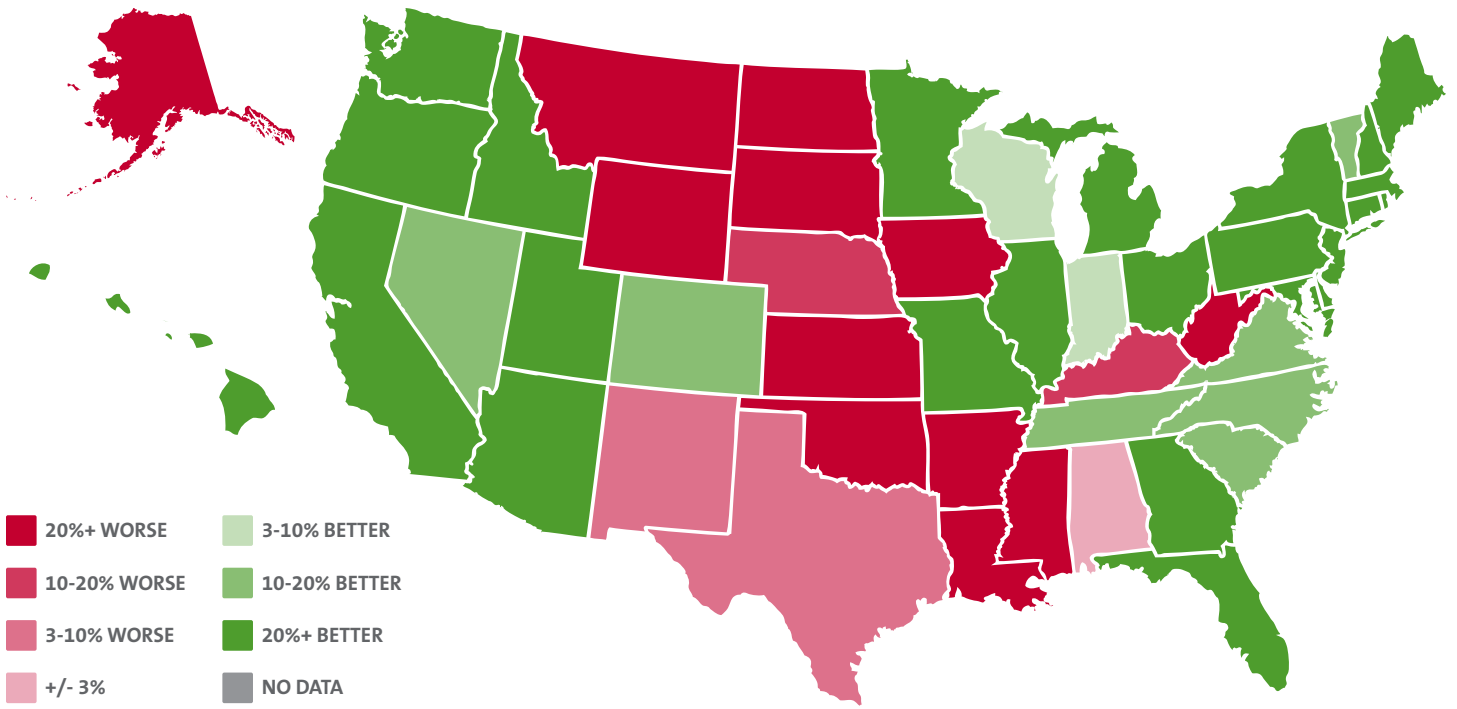 20%+ WORSE
10-20% WORSE
3-10% WORSE
+/- 3%
3-10% BETTER
10-20% BETTER
20%+ BETTER
NO DATA